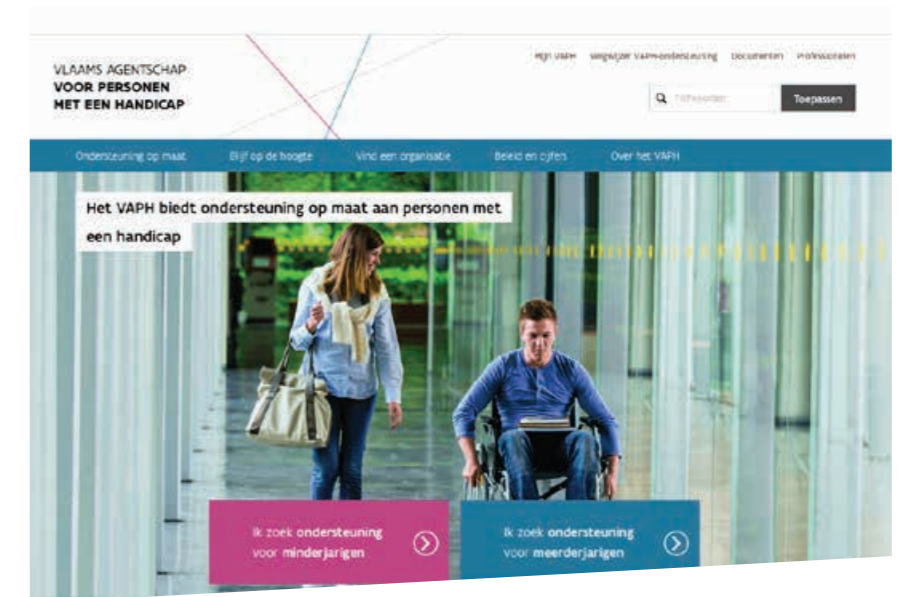 Mijn VAPH Wegwijzer VAPH-ondersteuning Documenten Professionelen
VLAAMS AGENTSCHAP
VOOR PERSONEN
MET EEN HANDICAP
Trefwoorden Toepassen
Ondersteuning op maat Blijf op de hoogte Vind een organisatie Beleid en cijfers Over het VAPH
Het VAPH biedt ondersteuning op maat aan personen met
een handicap
Ik zoek ondersteuning
voor minderjarigen
Ik zoek ondersteuning
voor meerderjarigen